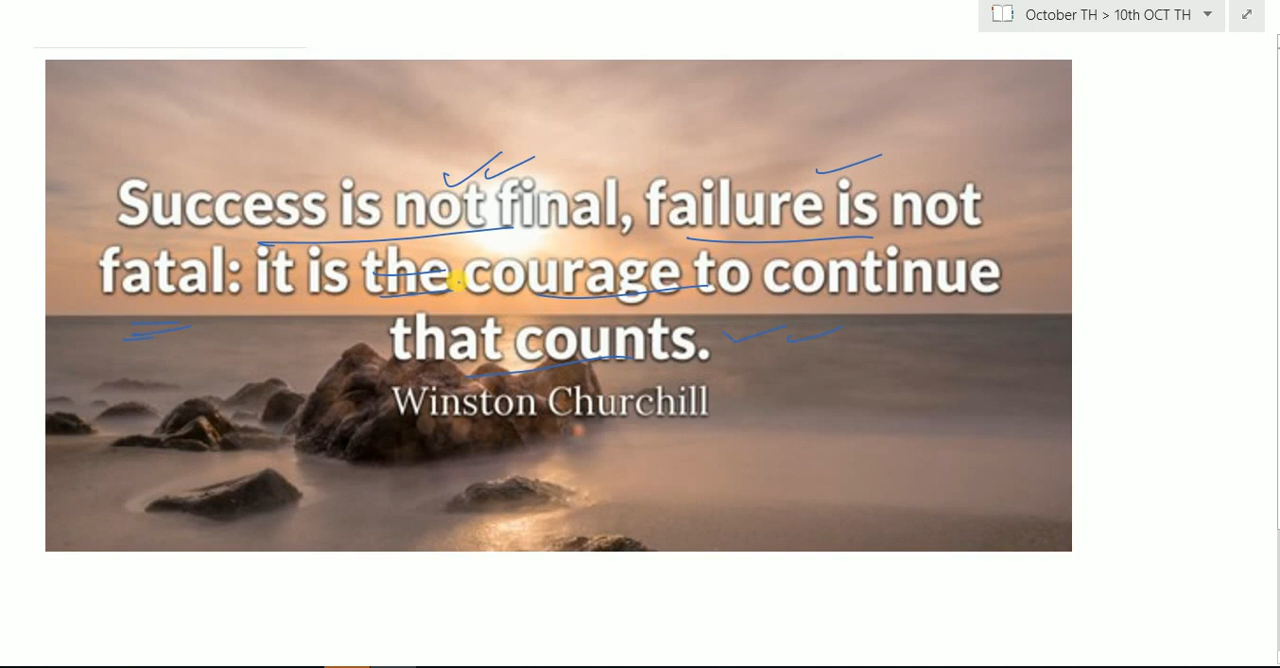 October TH > 10th OCT TH
Success is not final, failure is not
fatal: it is the courage to continue
that counts.
Winston Churchill